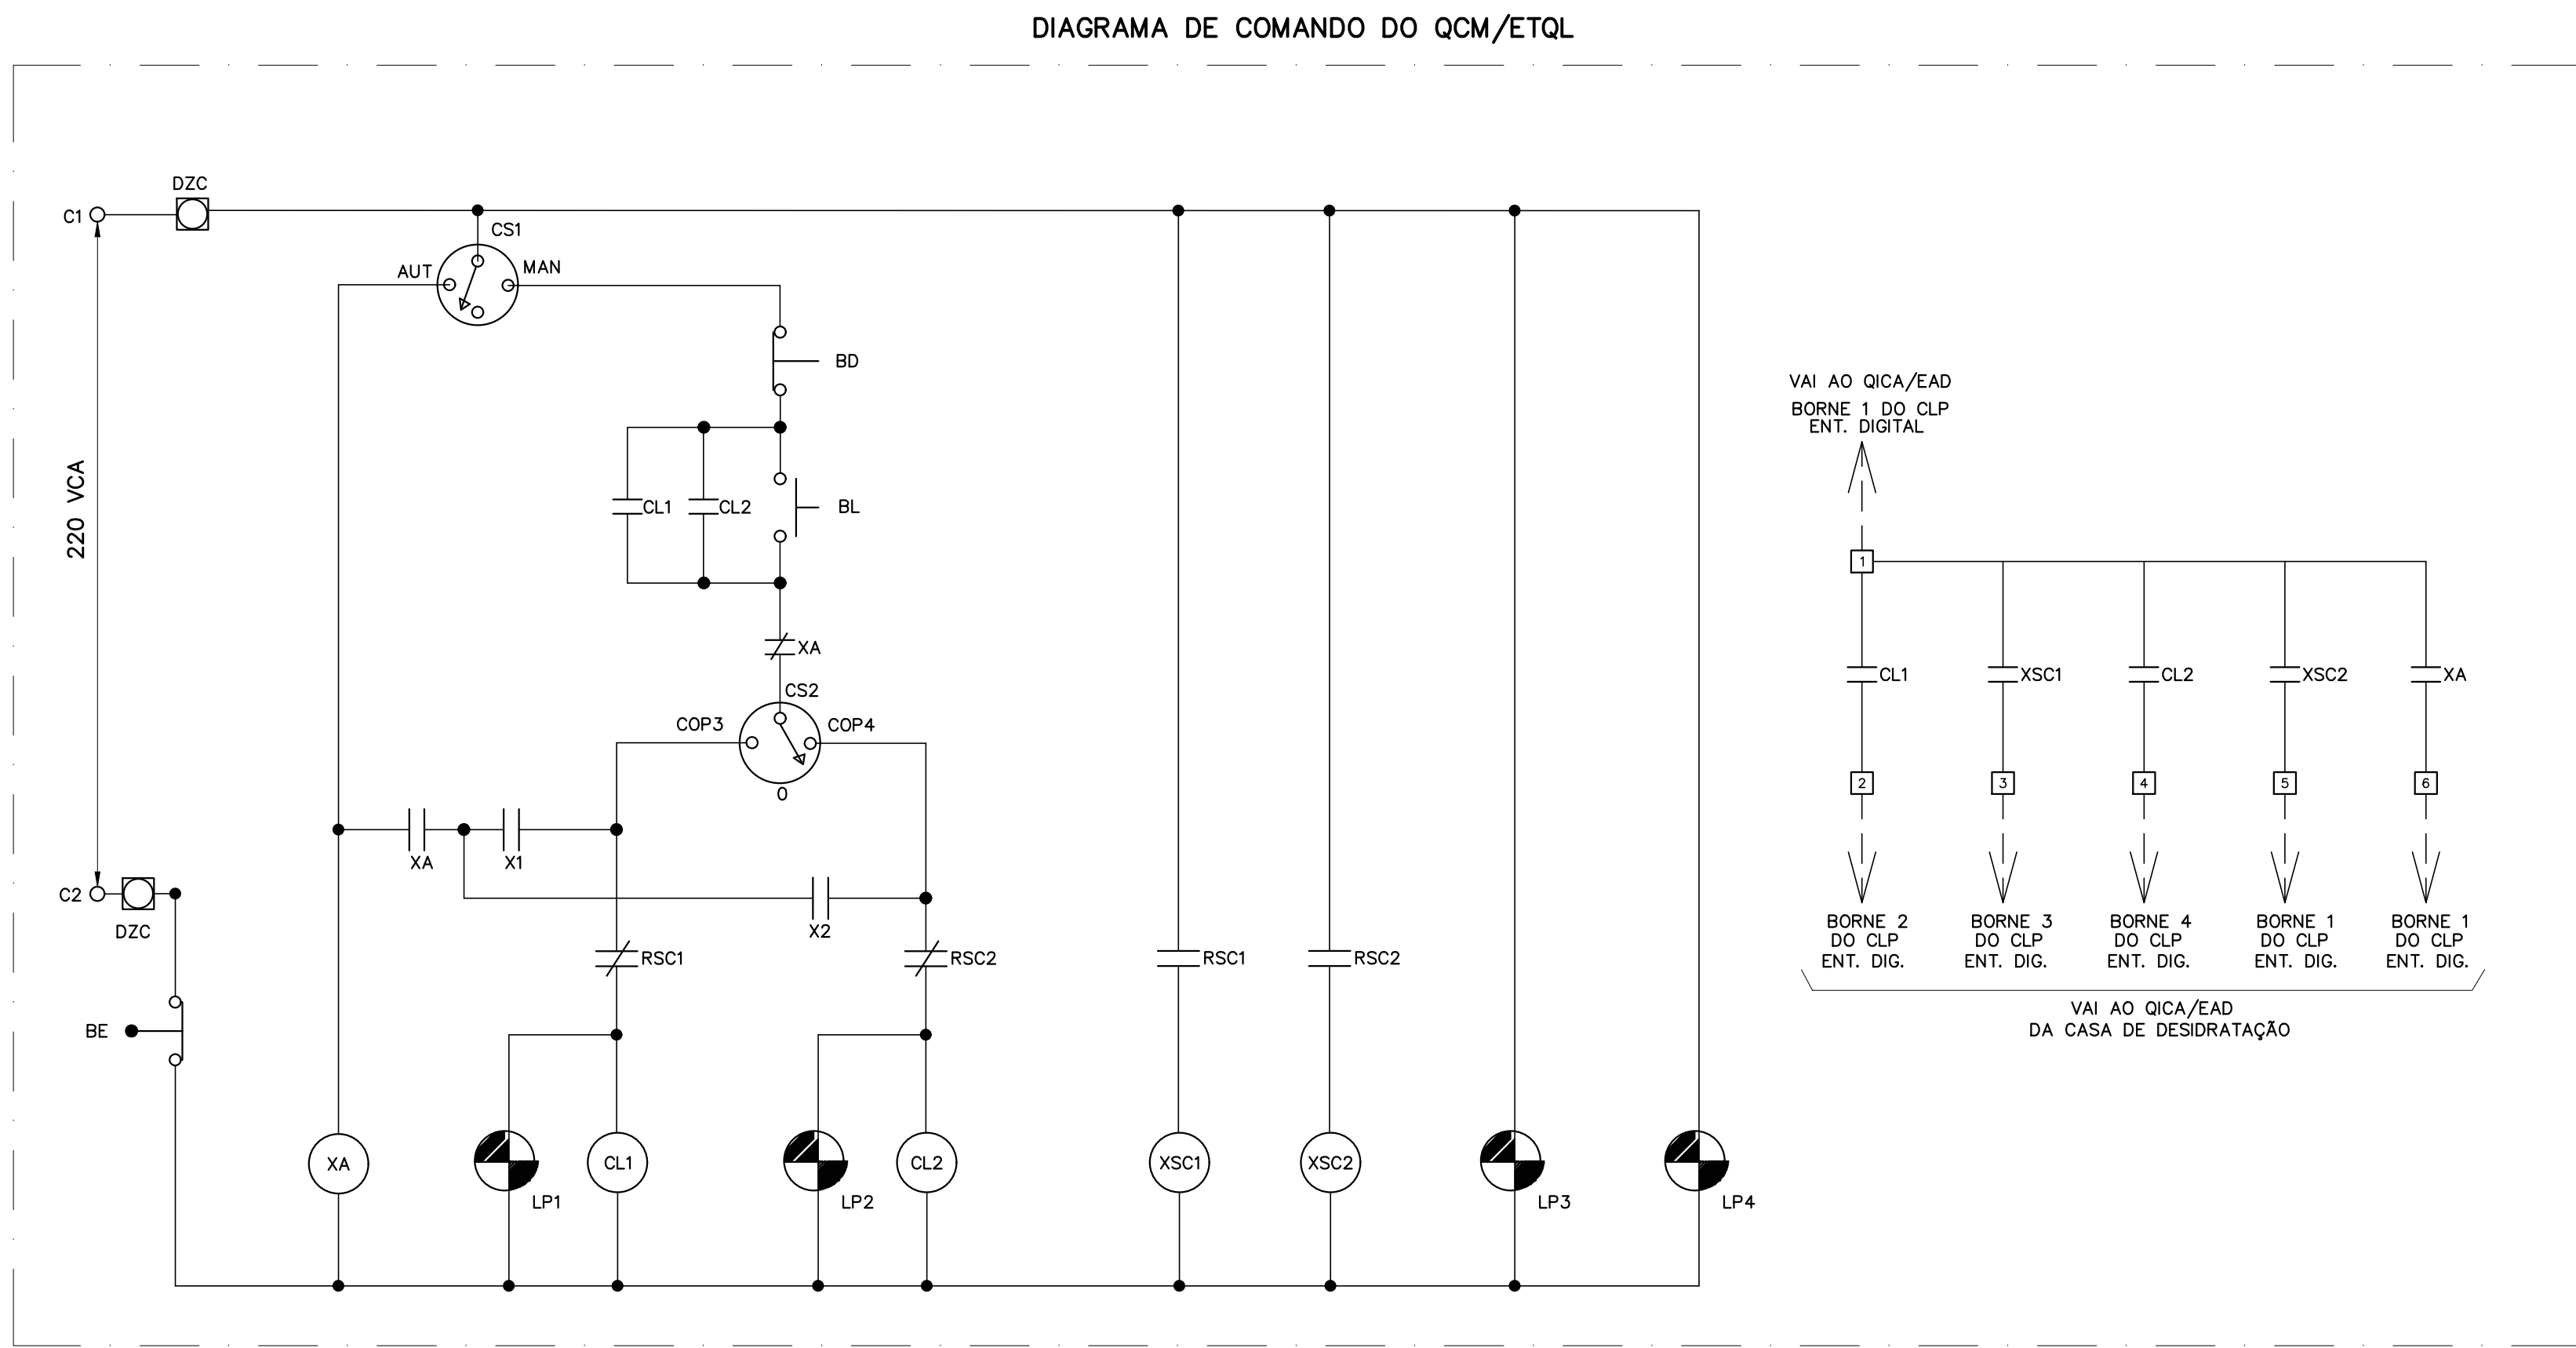 DIAGRAMA DE COMANDO DO QCM/ETQL
DZC
C1
CS1
AUT
MAN
BD
220 VCA
CL1
CL2
BL
XA
CS2
COP3
COP4
0
XA
X1
X2
C2
DZC
BE
RSC1
RSC2
RSC1
RSC2
XA
LP1
CL1
LP2
CL2
XSC1
XSC2
LP3
LP4
VAI AO QICA/EAD
BORNE 1 DO CLP
ENT. DIGITAL
1
CL1
XSC1
CL2
XSC2
XA
2
3
4
5
6
BORNE 2
DO CLP
ENT. DIG.
BORNE 3
DO CLP
ENT. DIG.
BORNE 4
DO CLP
ENT. DIG.
BORNE 1
DO CLP
ENT. DIG.
BORNE 1
DO CLP
ENT. DIG.
VAI AO QICA/EAD
DA CASA DE DESIDRATAÇÃO